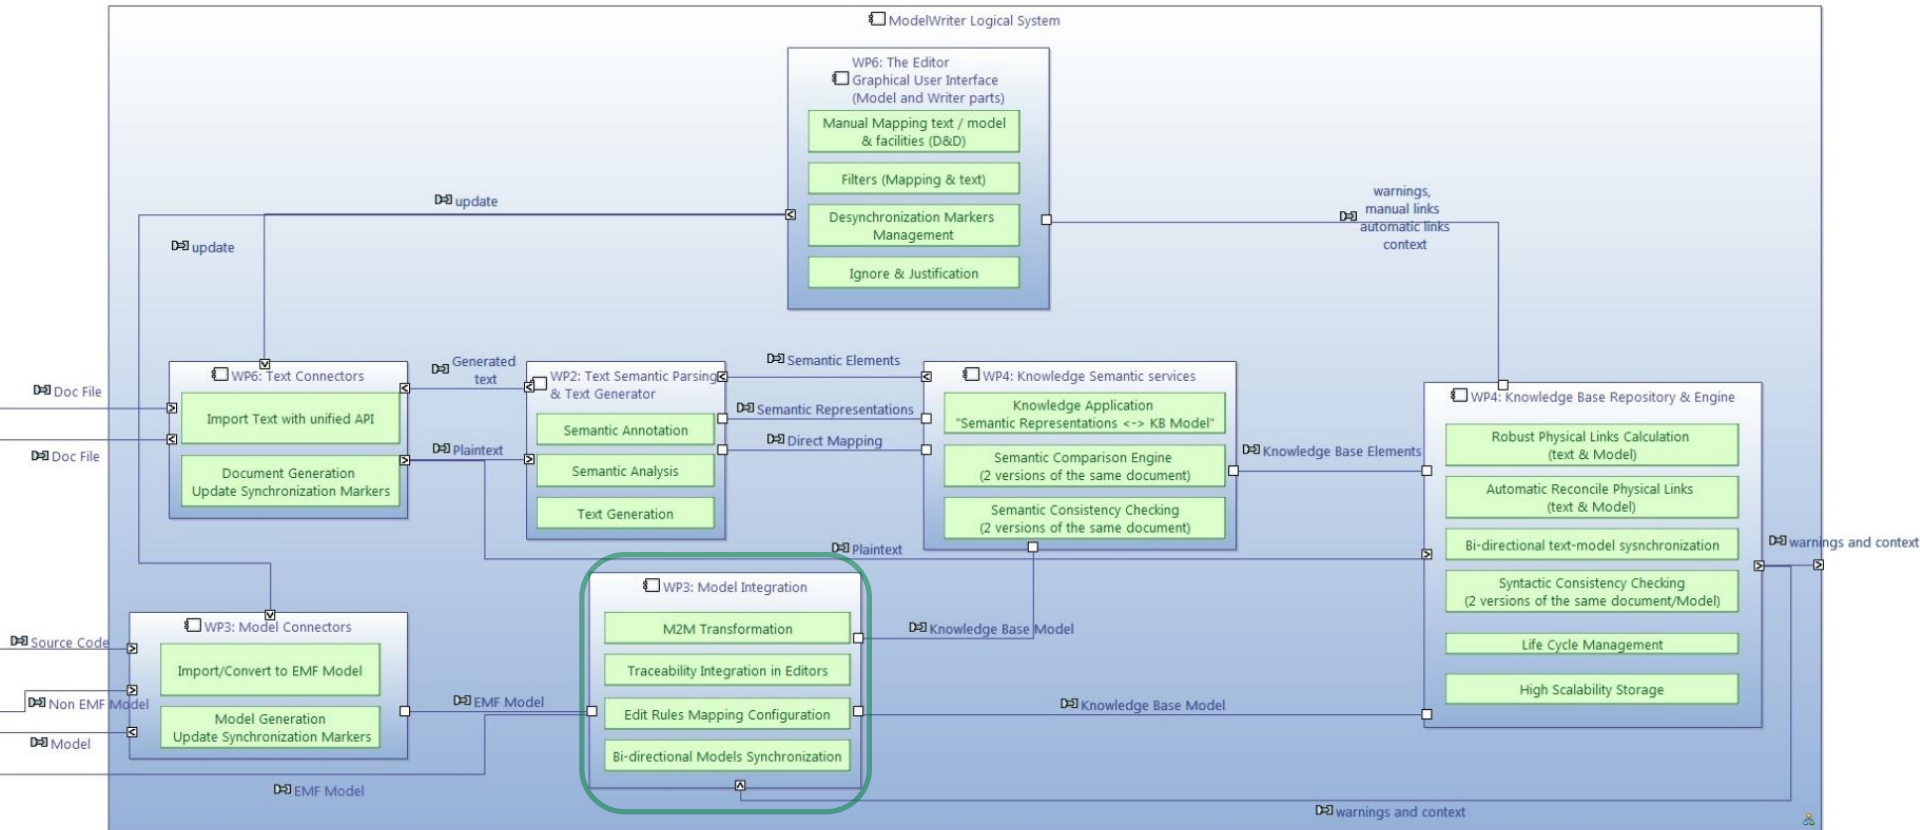 ModelWriter Logical System
WP6: The Editor
Graphical User Interface
(Model and Writer parts)
Manual Mapping text / model
& facilities (D&D)
Filters (Mapping & text)
Desynchronization Markers
Management
Ignore & Justification
update
update
warnings,
manual links
automatic links
context
Doc File
Doc File
WP6: Text Connectors
Import Text with unified API
Document Generation
Update Synchronization Markers
Generated
text
Plaintext
WP2: Text Semantic Parsing
& Text Generator
Semantic Annotation
Semantic Analysis
Text Generation
Semantic Elements
Semantic Representations
Direct Mapping
WP4: Knowledge Semantic services
Knowledge Application
"Semantic Representations <-> KB Model"
Semantic Comparison Engine
(2 versions of the same document)
Semantic Consistency Checking
(2 versions of the same document)
Knowledge Base Elements
WP4: Knowledge Base Repository & Engine
Robust Physical Links Calculation
(text & Model)
Automatic Reconcile Physical Links
(text & Model)
Bi-directional text-model sysnchronization
Syntactic Consistency Checking
(2 versions of the same document/Model)
Life Cycle Management
High Scalability Storage
warnings and context
Plaintext
Source Code
Non EMF Model
Model
WP3: Model Connectors
Import/Convert to EMF Model
Model Generation
Update Synchronization Markers
EMF Model
EMF Model
WP3: Model Integration
M2M Transformation
Traceability Integration in Editors
Edit Rules Mapping Configuration
Bi-directional Models Synchronization
Knowledge Base Model
Knowledge Base Model
warnings and context